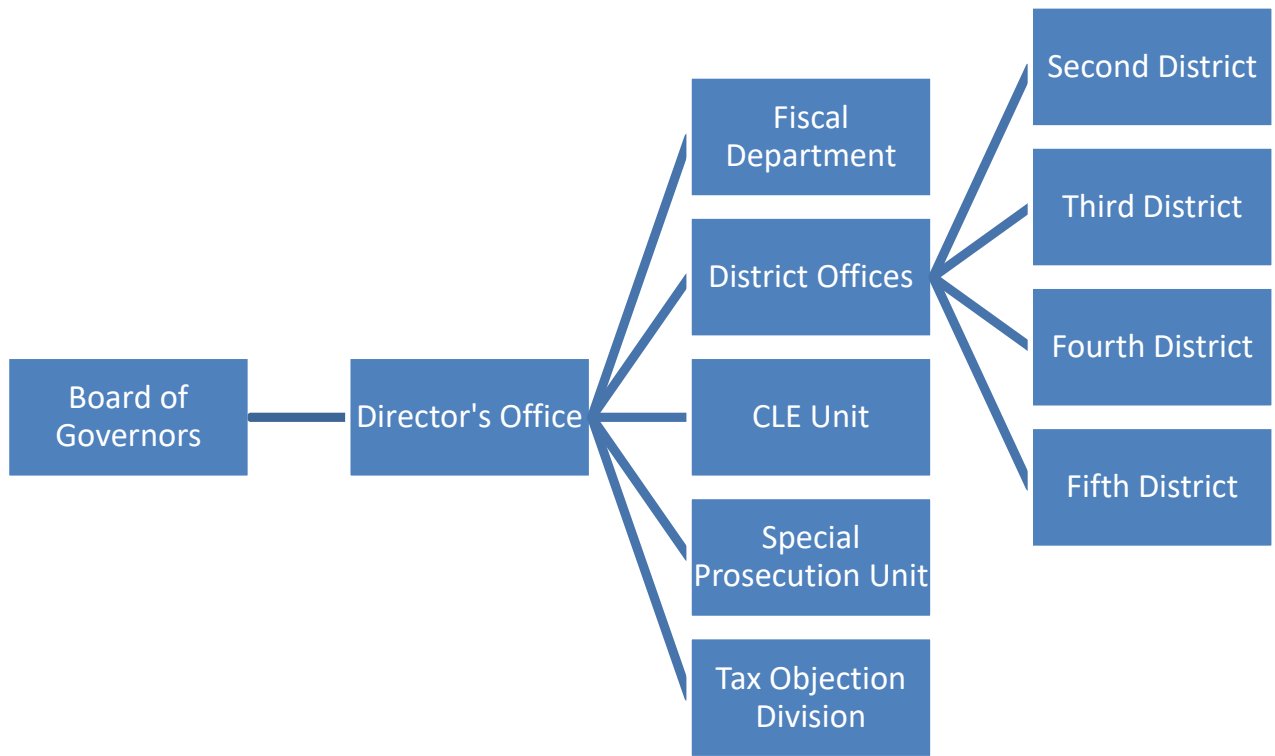 Board of
Governors
Director's Office
Fiscal
Department
District Offices
CLE Unit
Special
Prosecution Unit
Tax Objection
Division
Second District
Third District
Fourth District
Fifth District